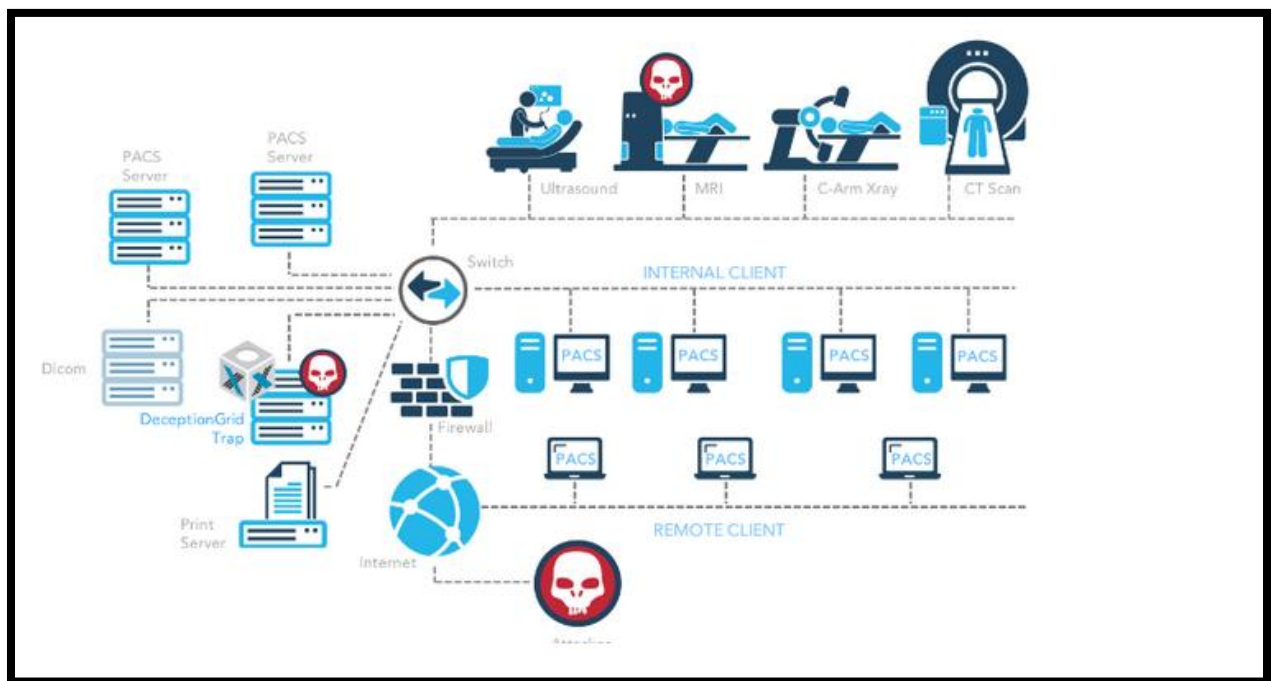 PACS
Server
PACS
Server
Ultrasound
MRI
C-Arm Xray
CT Scan
Switch
INTERNAL CLIENT
PACS
PACS
PACS
PACS
Dicom
DeceptionGrid
Trap
Firewall
PACS
PACS
PACS
Print
Server
REMOTE CLIENT
Internet